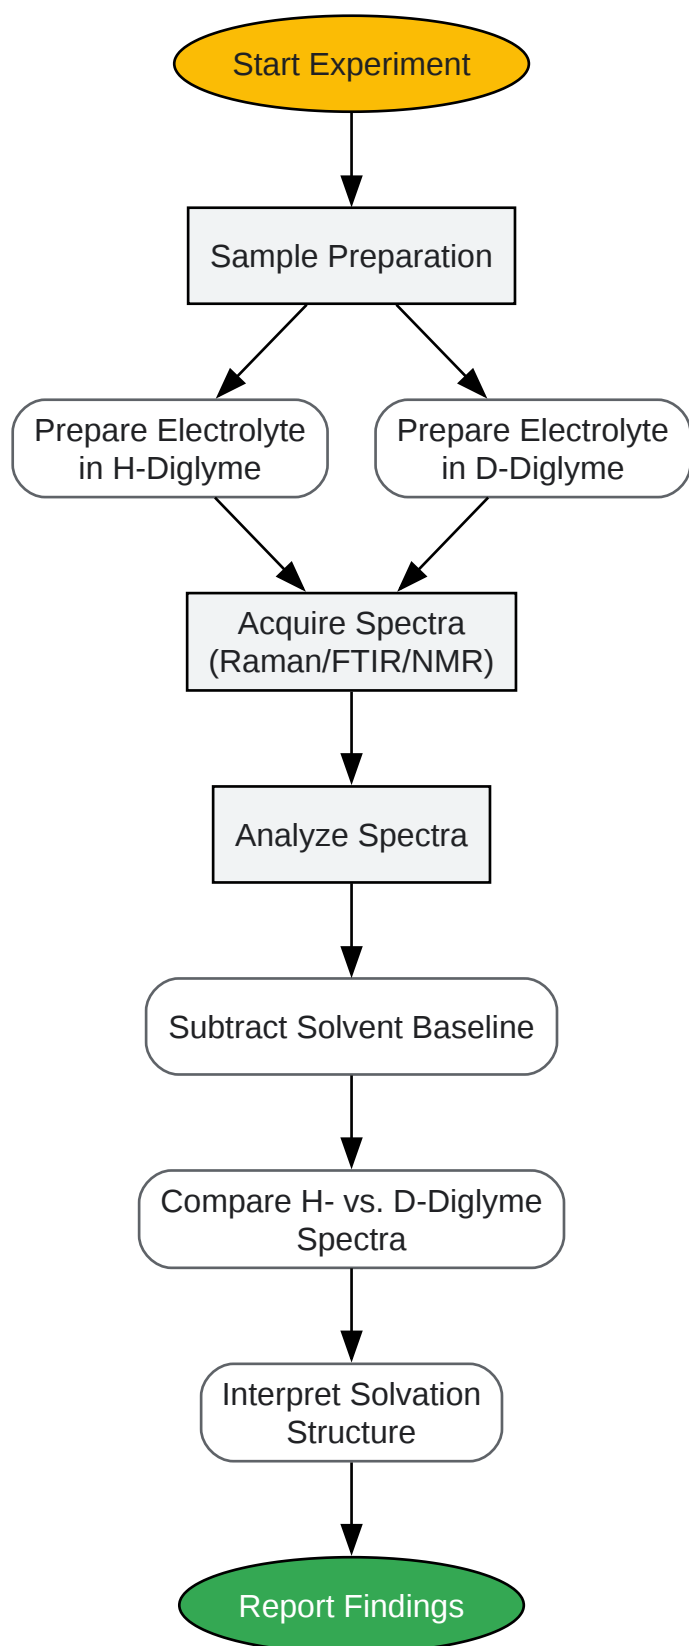 Start Experiment
Sample Preparation
Prepare Electrolyte
in H-Diglyme
Prepare Electrolyte
in D-Diglyme
Acquire Spectra
(Raman/FTIR/NMR)
Analyze Spectra
Subtract Solvent Baseline
Compare H- vs. D-Diglyme
Spectra
Interpret Solvation
Structure
Report Findings